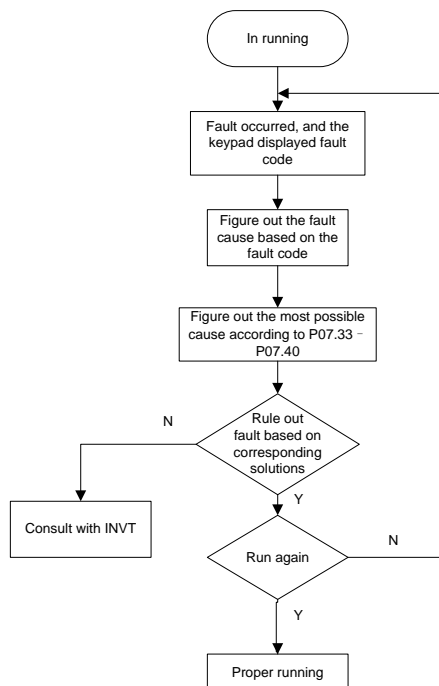 In running
Fault occurred, and the
keypad displayed fault
code
Figure out the fault
cause based on the
fault code
Figure out the most possible
cause according to P07.33–
P07.40
N
Rule out
fault based on
corresponding
solutions
Y
Consult with INVT
Run again
N
Y
Proper running